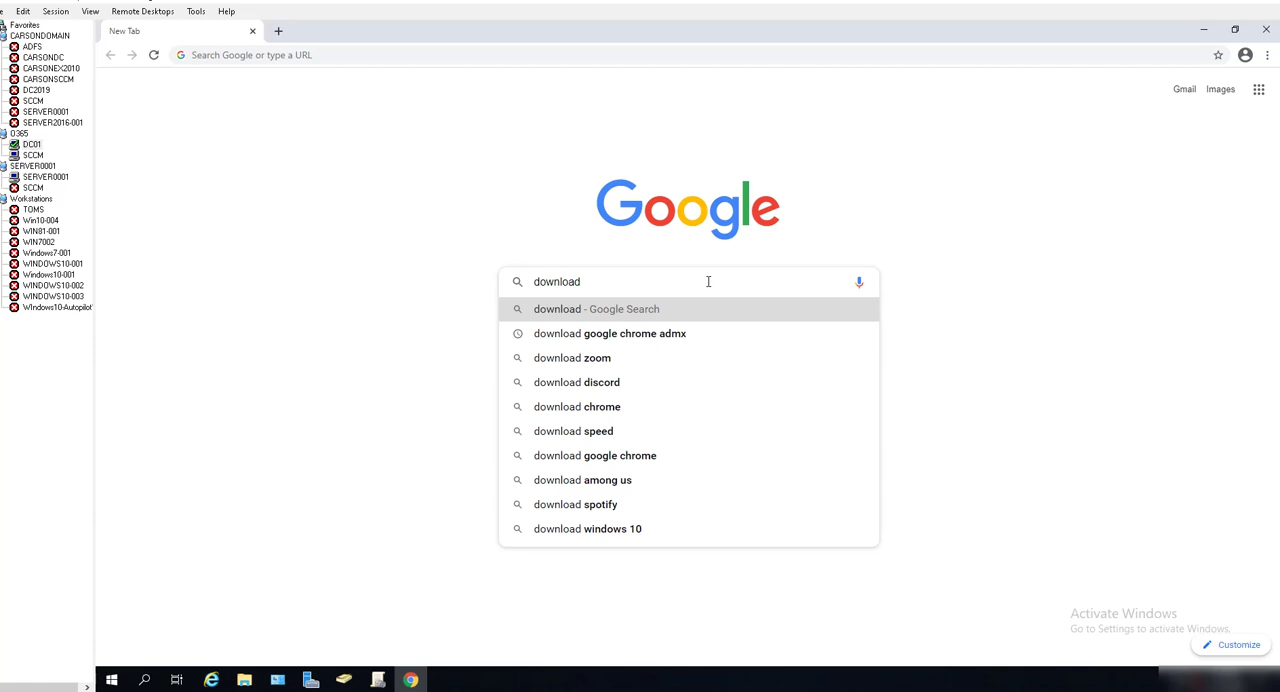 Edit Session View Remote Desktops Tools Help
Favorites
CARSONDOMAIN
ADFS
CARSONDC
CARSONEX2010
CARSONSCCM
DC2019
SCCM
SERVER0001
SERVER2016-001
O365
DC01
SCCM
SERVER0001
SERVER0001
SCCM
Workstations
TOMS
Win10-004
WIN81-001
WIN7002
Windows7-001
WINDOWS10-001
Windows10-001
WINDOWS10-002
WINDOWS10-003
WIndows10-Autopilot
New Tab
Search Google or type a URL
Gmail Images
Google
download
download - Google Search
download google chrome admx
download zoom
download discord
download chrome
download speed
download google chrome
download among us
download spotify
download windows 10
Activate Windows
Go to Settings to activate Windows.
Customize